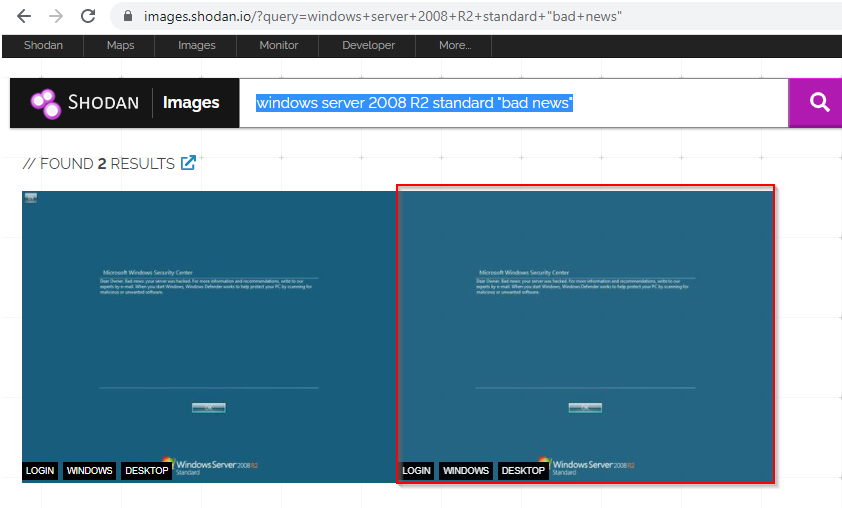 images.shodan.io/?query=windows+server+2008+R2+standard+"bad+news"
Shodan Maps Images Monitor Developer More...
SHODAN Images windows server 2008 R2 standard "bad news"
// FOUND 2 RESULTS
Microsoft Windows Security Center
Dear Owner. Bad news: your server was hacked. For more information and recommendations, write to our
experts by e-mail. When you start Windows, Windows Defender works to help protect your PC by scanning for
malicious or unwanted software.
OK
Windows Server 2008 R2
Standard
LOGIN WINDOWS DESKTOP
Microsoft Windows Security Center
Dear Owner. Bad news: your server was hacked. For more information and recommendations, write to our
experts by e-mail. When you start Windows, Windows Defender works to help protect your PC by scanning for
malicious or unwanted software.
OK
Windows Server 2008 R2
Standard
LOGIN WINDOWS DESKTOP